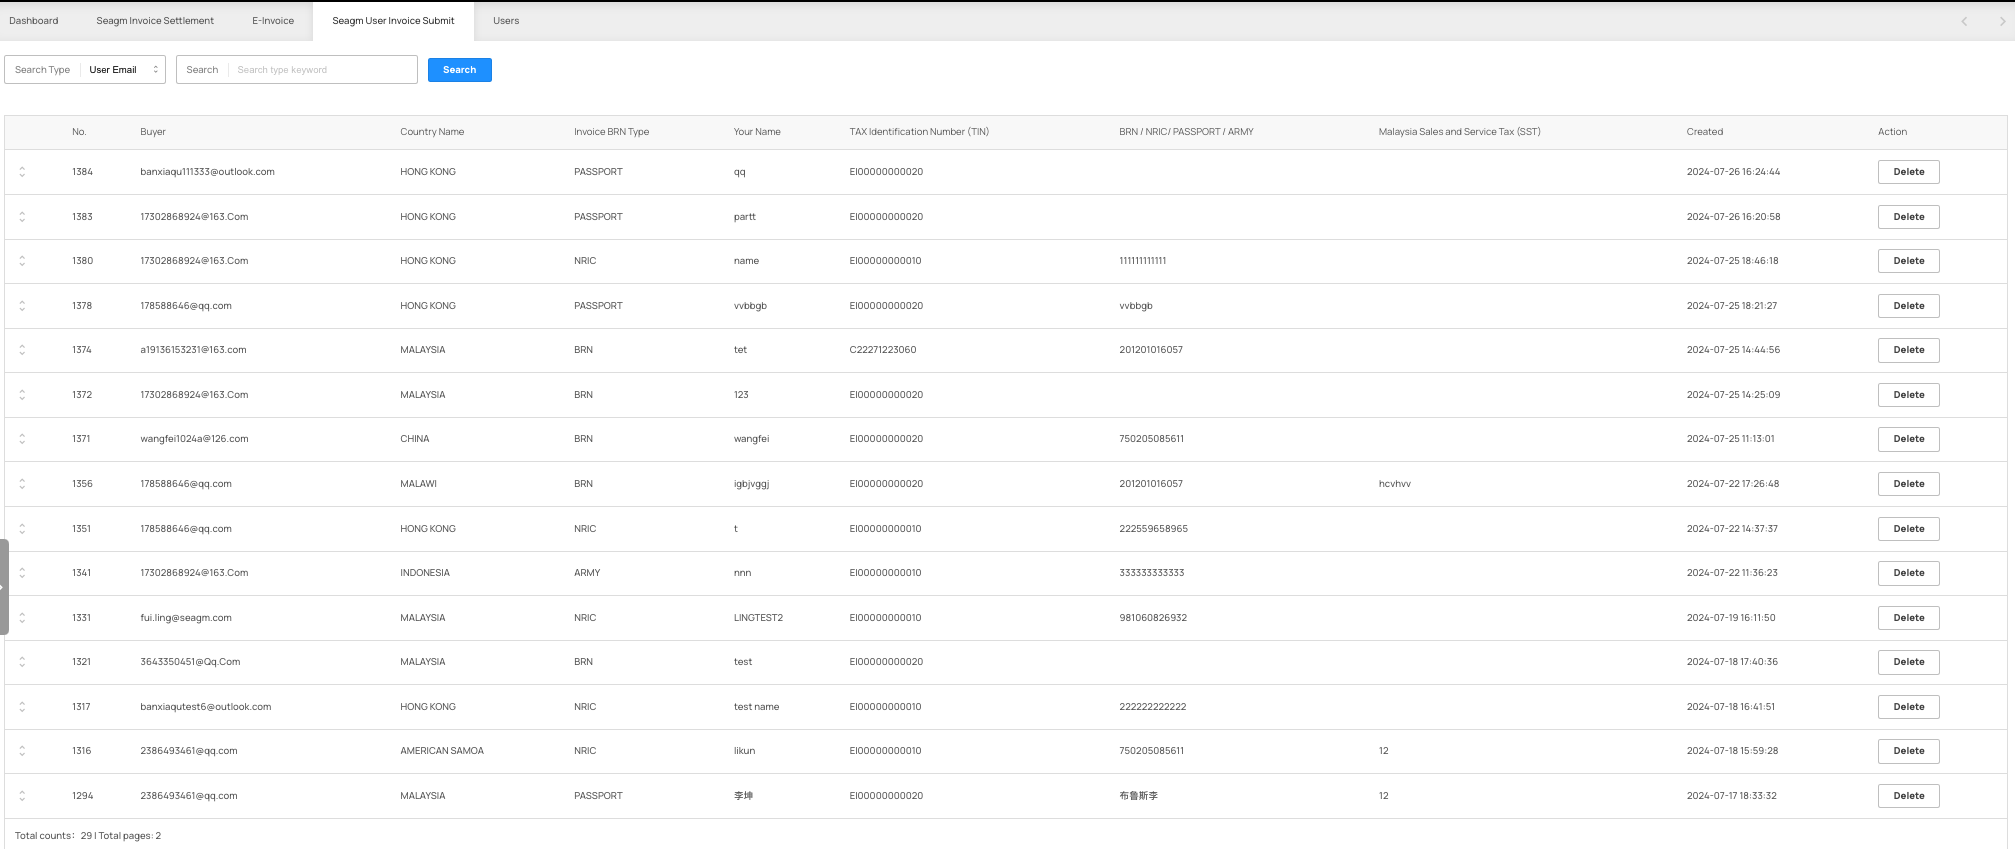 Dashboard Seagm Invoice Settlement E-Invoice Seagm User Invoice Submit Users
Search Type User Email Search Search type keyword Search
No. Buyer Country Name Invoice BRN Type Your Name TAX Identification Number (TIN) BRN / NRIC/ PASSPORT / ARMY Malaysia Sales and Service Tax (SST) Created Action
1384 banxiaqu111333@outlook.com HONG KONG PASSPORT qq EI00000000020 2024-07-26 16:24:44 Delete
1383 17302868924@163.Com HONG KONG PASSPORT partt EI00000000020 2024-07-26 16:20:58 Delete
1380 17302868924@163.Com HONG KONG NRIC name EI00000000010 111111111111 2024-07-25 18:46:18 Delete
1378 178588646@qq.com HONG KONG PASSPORT vvbbgb EI00000000020 vvbbgb 2024-07-25 18:21:27 Delete
1374 a19136153231@163.com MALAYSIA BRN tet C22271223060 201201016057 2024-07-25 14:44:56 Delete
1372 17302868924@163.Com MALAYSIA BRN 123 EI00000000020 2024-07-25 14:25:09 Delete
1371 wangfei1024a@126.com CHINA BRN wangfei EI00000000020 750205085611 2024-07-25 11:13:01 Delete
1356 178588646@qq.com MALAWI BRN igbjvggj EI00000000020 201201016057 hcvhvv 2024-07-22 17:26:48 Delete
1351 178588646@qq.com HONG KONG NRIC t EI00000000010 222559658965 2024-07-22 14:37:37 Delete
1341 17302868924@163.Com INDONESIA ARMY nnn EI00000000010 333333333333 2024-07-22 11:36:23 Delete
1331 fui.ling@seagm.com MALAYSIA NRIC LINGTEST2 EI00000000010 981060826932 2024-07-19 16:11:50 Delete
1321 3643350451@Qq.Com MALAYSIA BRN test EI00000000020 2024-07-18 17:40:36 Delete
1317 banxiaqutest6@outlook.com HONG KONG NRIC test name EI00000000010 222222222222 2024-07-18 16:41:51 Delete
1316 2386493461@qq.com AMERICAN SAMOA NRIC likun EI00000000010 750205085611 12 2024-07-18 15:59:28 Delete
1294 2386493461@qq.com MALAYSIA PASSPORT 李坤 EI00000000020 布鲁斯李 12 2024-07-17 18:33:32 Delete
Total counts：29 | Total pages: 2